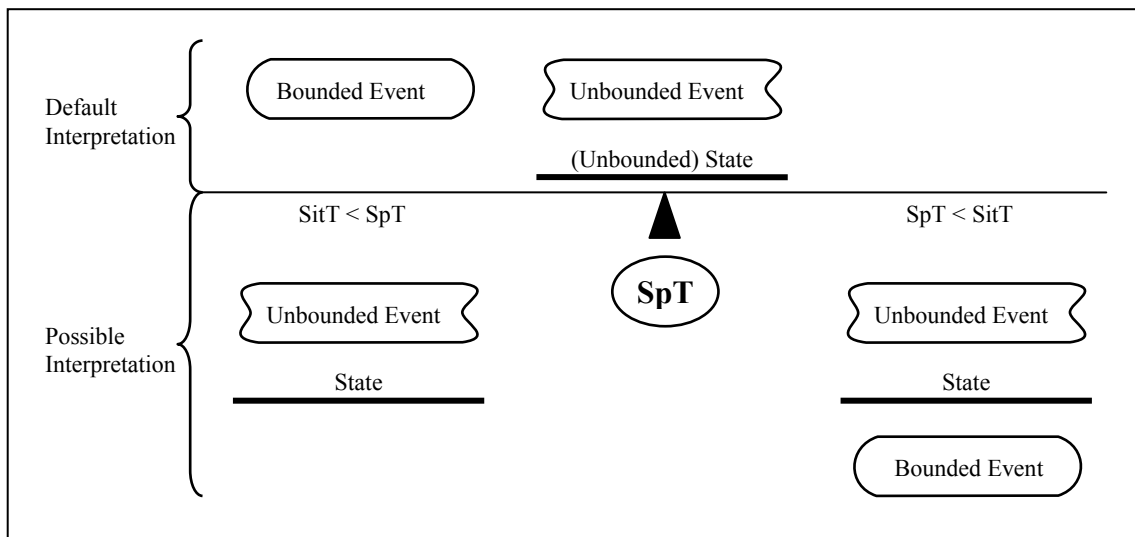 Default
Interpretation
Bounded Event
Unbounded Event
(Unbounded) State
SitT < SpT
SpT < SitT
SpT
Possible
Interpretation
Unbounded Event
State
Unbounded Event
State
Bounded Event